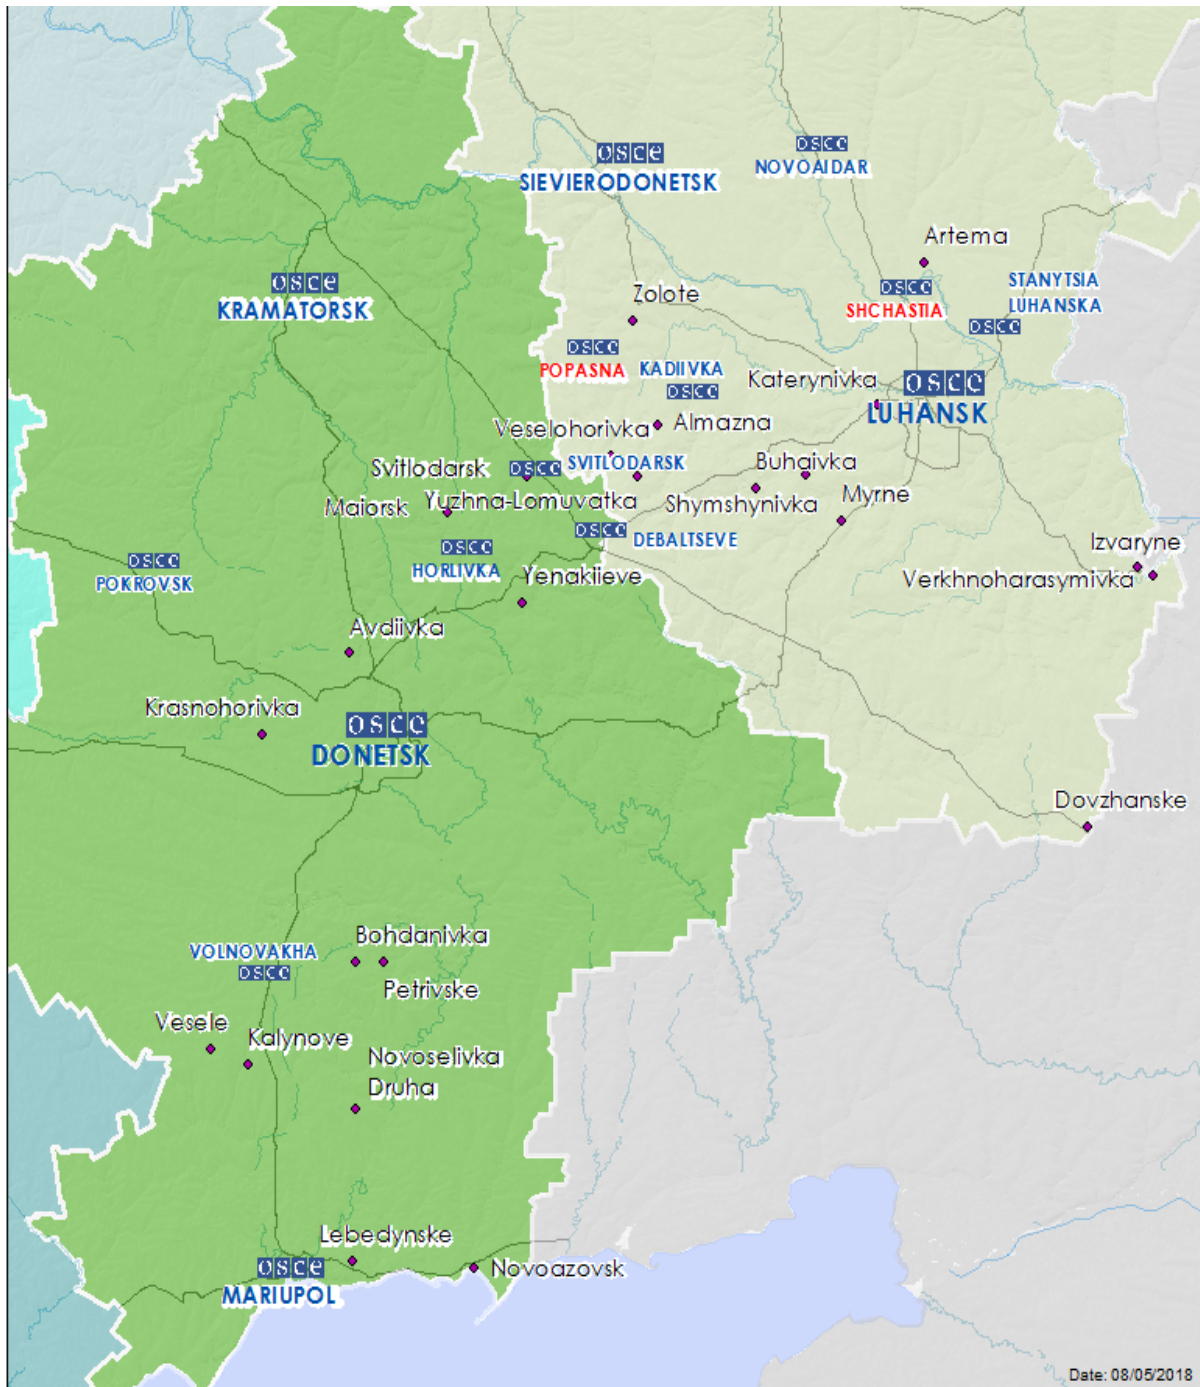 OSCE
SIEVIERODONETSK
OSCE
NOVOAIDAR
Artema
OSCE
KRAMATORSK
Zolote
OSCE
SHCHASTIA
STANYTSIA
LUHANSKA
OSCE
OSCE
POPASNA
KADIIVKA
OSCE
Katerynivka
OSCE
LUHANSK
Almazna
Veselohorivka
Svitlodarsk
OSCE
SVITLODARSK
Buhaivka
Maiorsk
Yuzhna-Lomuvatka
Shymshynivka
Myrne
OSCE
DEBALTSEVE
OSCE
POKROVSK
OSCE
HORLIVKA
Yenakiieve
Izvaryne
Verkhnoharasymivka
Avdiivka
Krasnohorivka
OSCE
DONETSK
Dovzhanske
VOLNOVAKHA
OSCE
Bohdanivka
Petrivske
Vesele
Kalynove
Novoselivka
Druha
Lebedynske
OSCE
MARIUPOL
Novoazovsk
Date: 08/05/2018